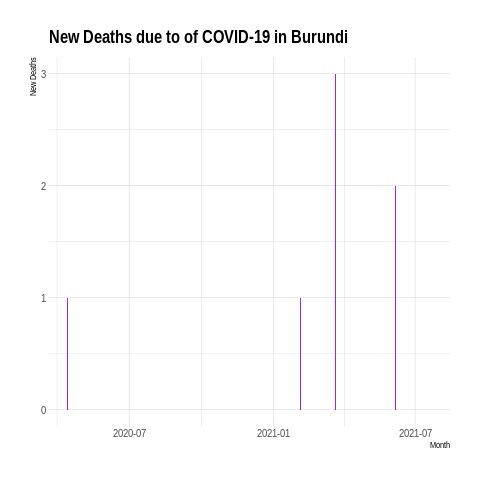 New Deaths due to of COVID-19 in Burundi
New Deaths
3
2
1
0
2020-07 2021-01 2021-07
Month